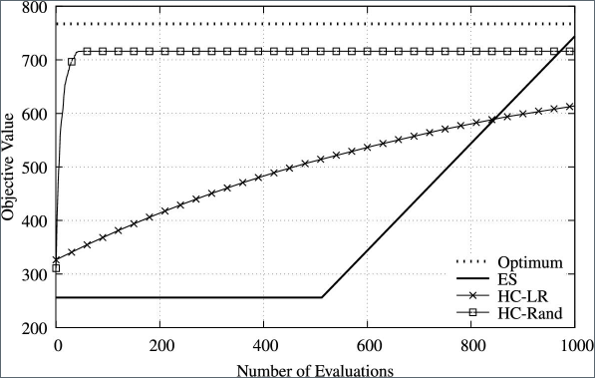 800
700
600
500
400
300
200
Objective Value
Optimum
ES
HC-LR
HC-Rand
0 200 400 600 800 1000
Number of Evaluations